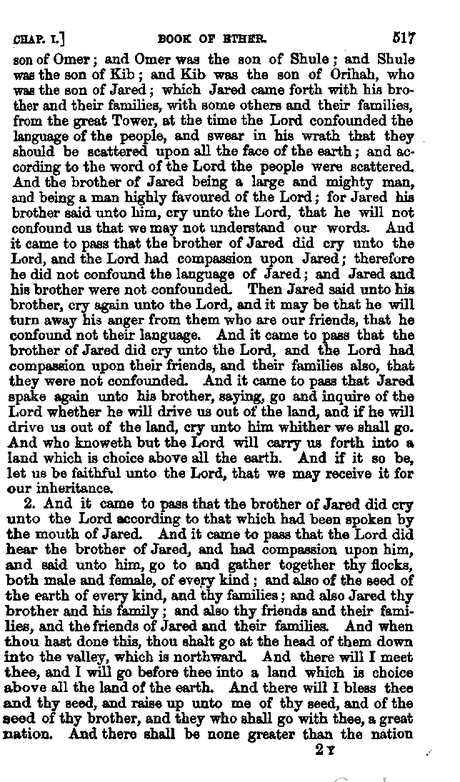 CHAP. I.] BOOK OF ETHER. 517
son of Omer; and Omer was the son of Shule; and Shule
was the son of Kib; and Kib was the son of Orihah, who
was the son of Jared; which Jared came forth with his bro-
ther and their families, with some others and their families,
from the great Tower, at the time the Lord confounded the
language of the people, and swear in his wrath that they
should be scattered upon all the face of the earth; and ac-
cording to the word of the Lord the people were scattered.
And the brother of Jared being a large and mighty man,
and being a man highly favoured of the Lord; for Jared his
brother said unto him, cry unto the Lord, that he will not
confound us that we may not understand our words. And
it came to pass that the brother of Jared did cry unto the
Lord, and the Lord had compassion upon Jared; therefore
he did not confound the language of Jared; and Jared and
his brother were not confounded. Then Jared said unto his
brother, cry again unto the Lord, and it may be that he will
turn away his anger from them who are our friends, that he
confound not their language. And it came to pass that the
brother of Jared did cry unto the Lord, and the Lord had
compassion upon their friends, and their families also, that
they were not confounded. And it came to pass that Jared
spake again unto his brother, saying, go and inquire of the
Lord whether he will drive us out of the land, and if he will
drive us out of the land, cry unto him whither we shall go.
And who knoweth but the Lord will carry us forth into a
land which is choice above all the earth. And if it so be,
let us be faithful unto the Lord, that we may receive it for
our inheritance.
2. And it came to pass that the brother of Jared did cry
unto the Lord according to that which had been spoken by
the mouth of Jared. And it came to pass that the Lord did
hear the brother of Jared, and had compassion upon him,
and said unto him, go to and gather together thy flocks,
both male and female, of every kind; and also of the seed of
the earth of every kind, and thy families; and also Jared thy
brother and his family; and also thy friends and their fami-
lies, and the friends of Jared and their families. And when
thou hast done this, thou shalt go at the head of them down
into the valley, which is northward. And there will I meet
thee, and I will go before thee into a land which is choice
above all the land of the earth. And there will I bless thee
and thy seed, and raise up unto me of thy seed, and of the
seed of thy brother, and they who shall go with thee, a great
nation. And there shall be none greater than the nation
2 Y